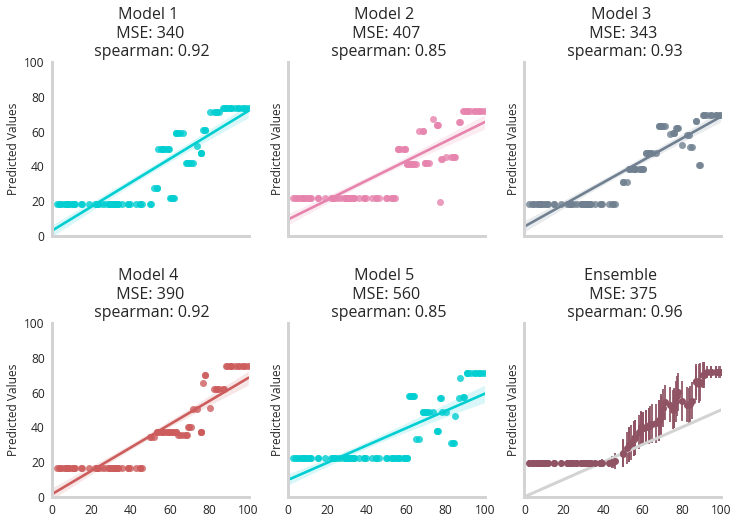 Model 1
MSE: 340
spearman: 0.92
Model 2
MSE: 407
spearman: 0.85
Model 3
MSE: 343
spearman: 0.93
Predicted Values
100
80
60
40
20
0
Predicted Values
Predicted Values
Model 4
MSE: 390
spearman: 0.92
Model 5
MSE: 560
spearman: 0.85
Ensemble
MSE: 375
spearman: 0.96
Predicted Values
100
80
60
40
20
0
Predicted Values
Predicted Values
0 20 40 60 80 100
0 20 40 60 80 100
0 20 40 60 80 100